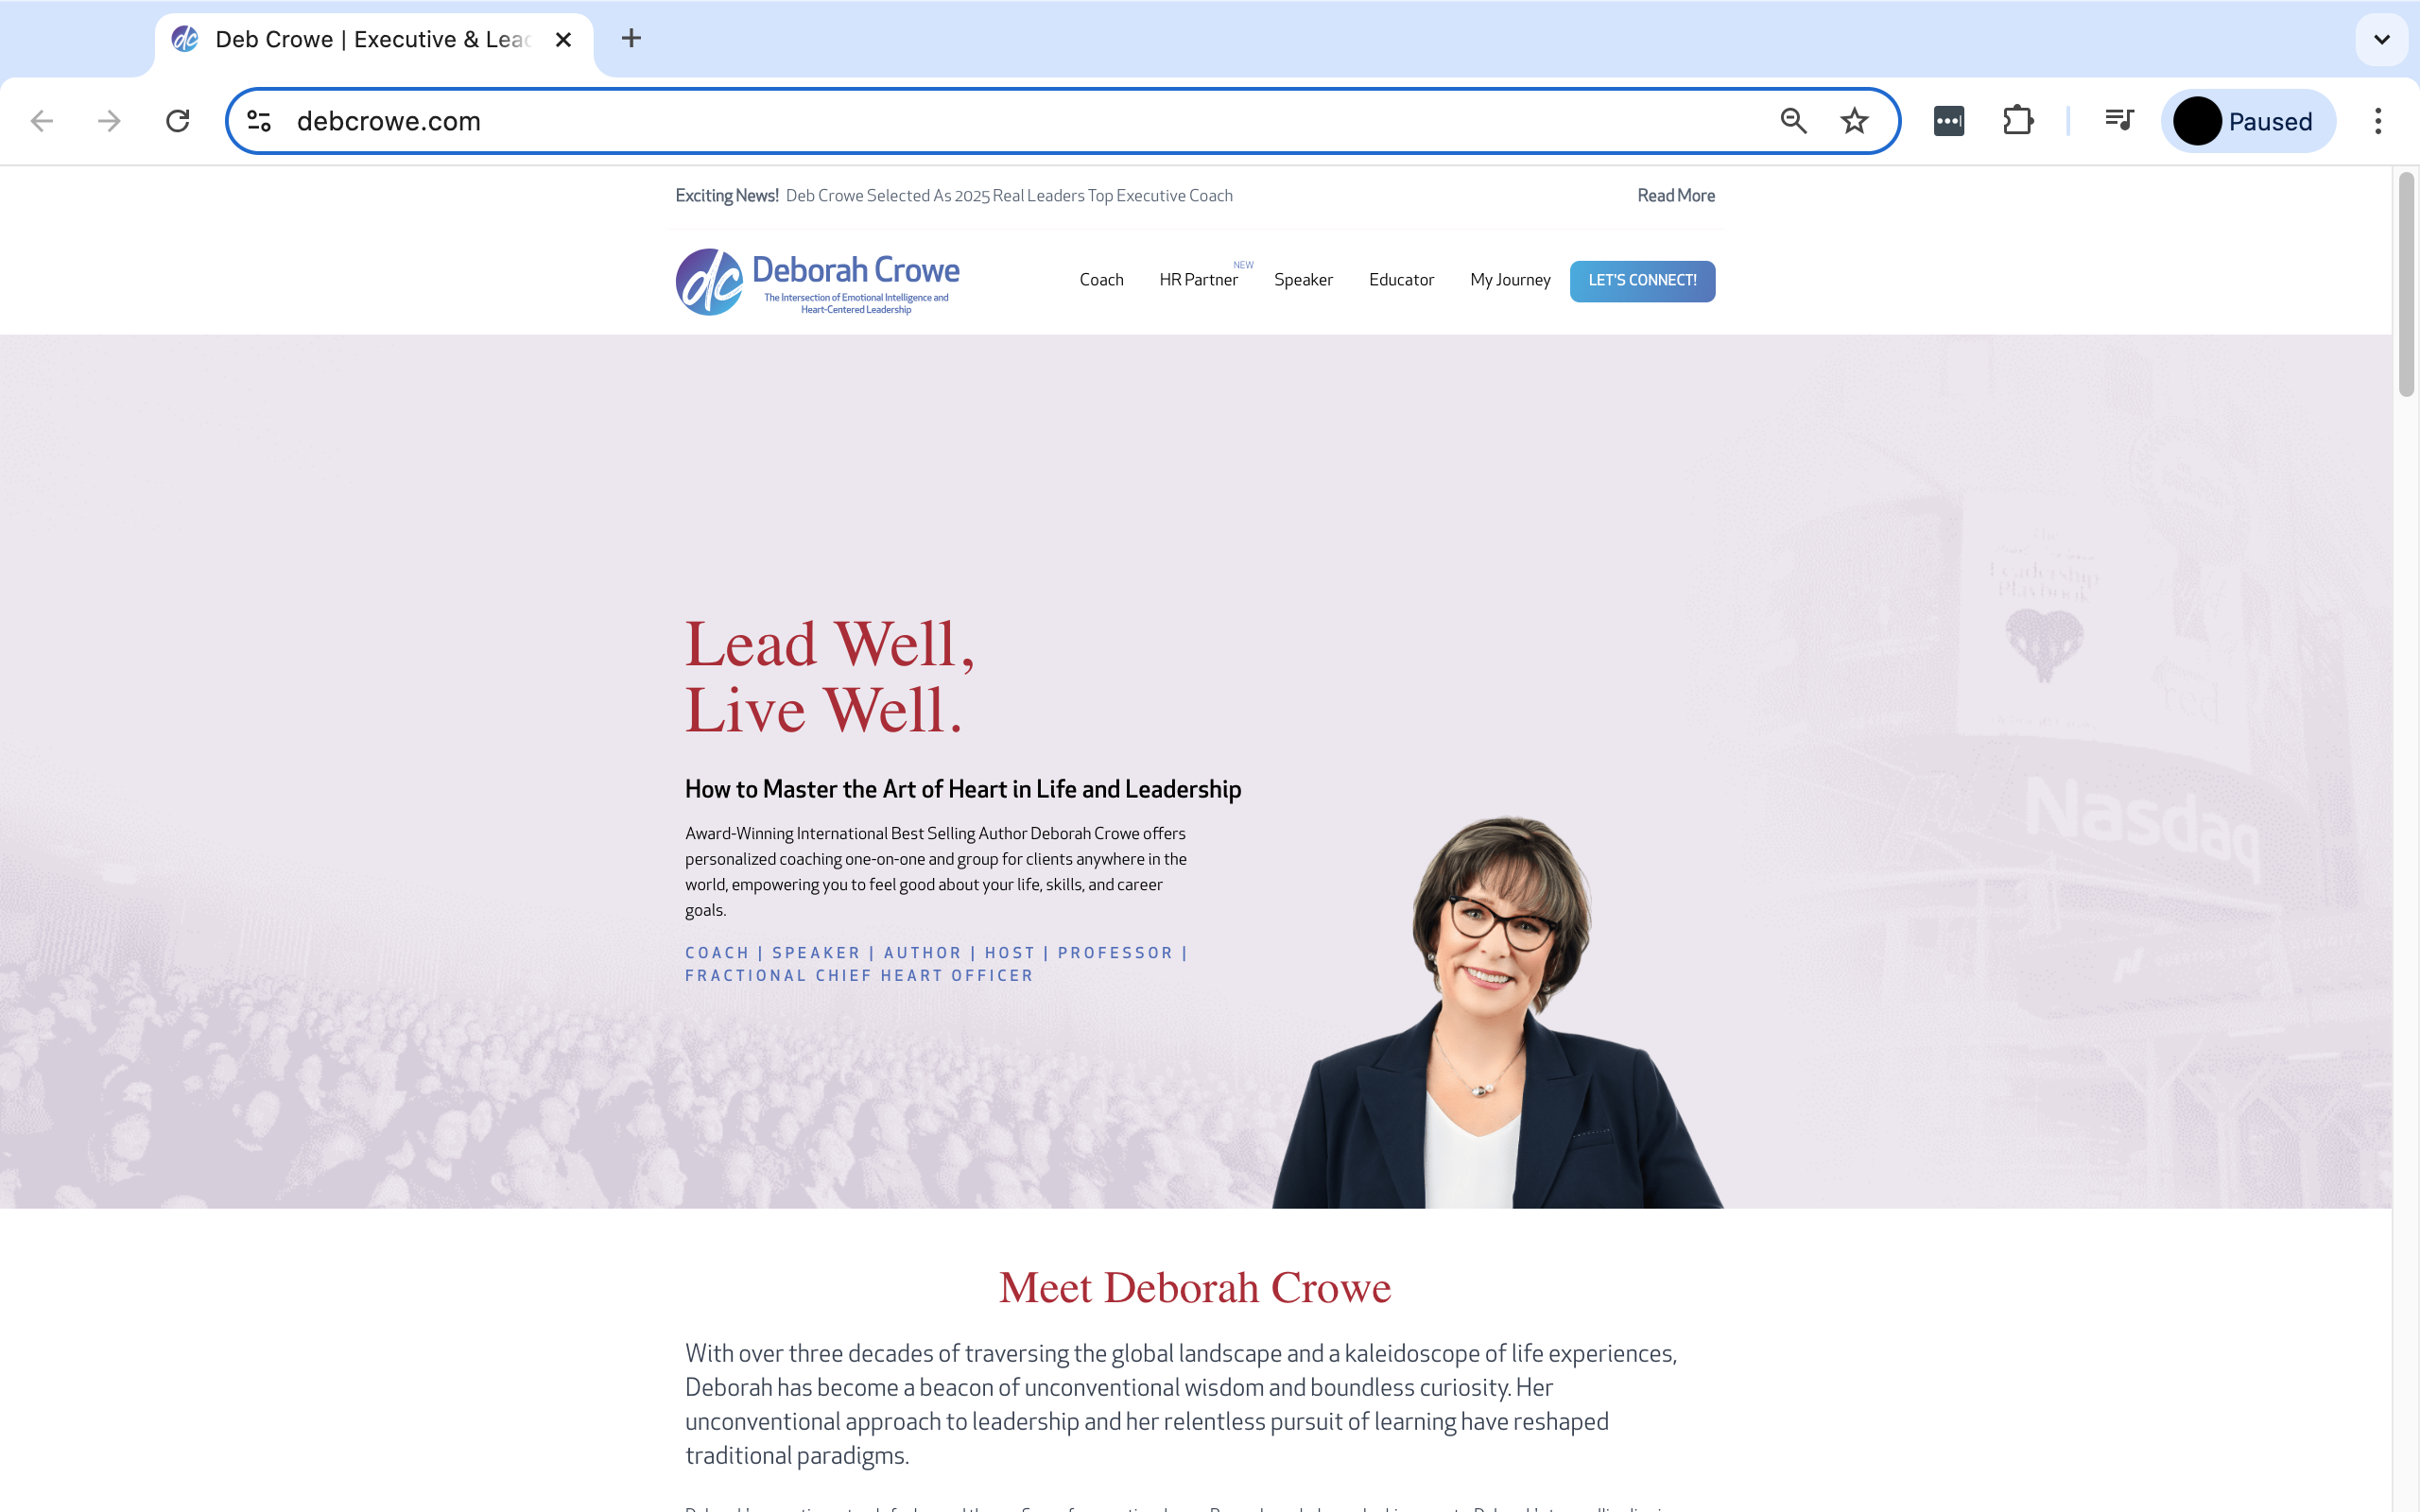 Deb Crowe | Executive & Lea
debcrowe.com
Paused
Exciting News! Deb Crowe Selected As 2025 Real Leaders Top Executive Coach
Read More
dc
Deborah Crowe
The Intersection of Emotional Intelligence and
Heart-Centered Leadership
Coach
HR Partner
NEW
Speaker
Educator
My Journey
LET'S CONNECT!
Leadership
Playbook
red
Nasdaq
Lead Well,
Live Well.
How to Master the Art of Heart in Life and Leadership
Award-Winning International Best Selling Author Deborah Crowe offers
personalized coaching one-on-one and group for clients anywhere in the
world, empowering you to feel good about your life, skills, and career
goals.
COACH | SPEAKER | AUTHOR | HOST | PROFESSOR |
FRACTIONAL CHIEF HEART OFFICER
Meet Deborah Crowe
With over three decades of traversing the global landscape and a kaleidoscope of life experiences,
Deborah has become a beacon of unconventional wisdom and boundless curiosity. Her
unconventional approach to leadership and her relentless pursuit of learning have reshaped
traditional paradigms.